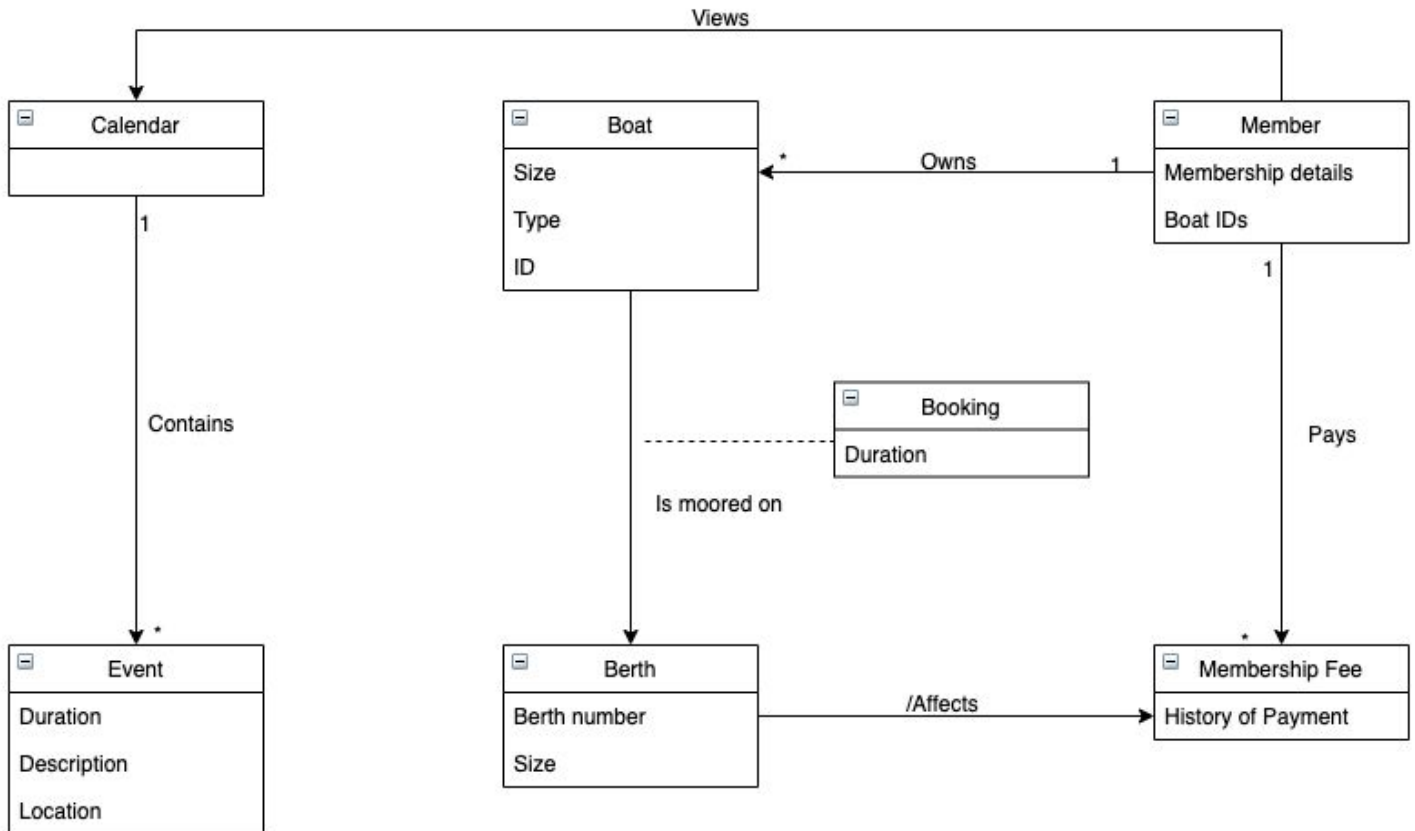 Views
Calendar
Boat
Member
Size
Type
ID
* Owns 1
Membership details
Boat IDs
1
1
Contains
Booking
Duration
Pays
Is moored on
*
*
Event
Duration
Description
Location
Berth
Berth number
Size
/Affects
Membership Fee
History of Payment